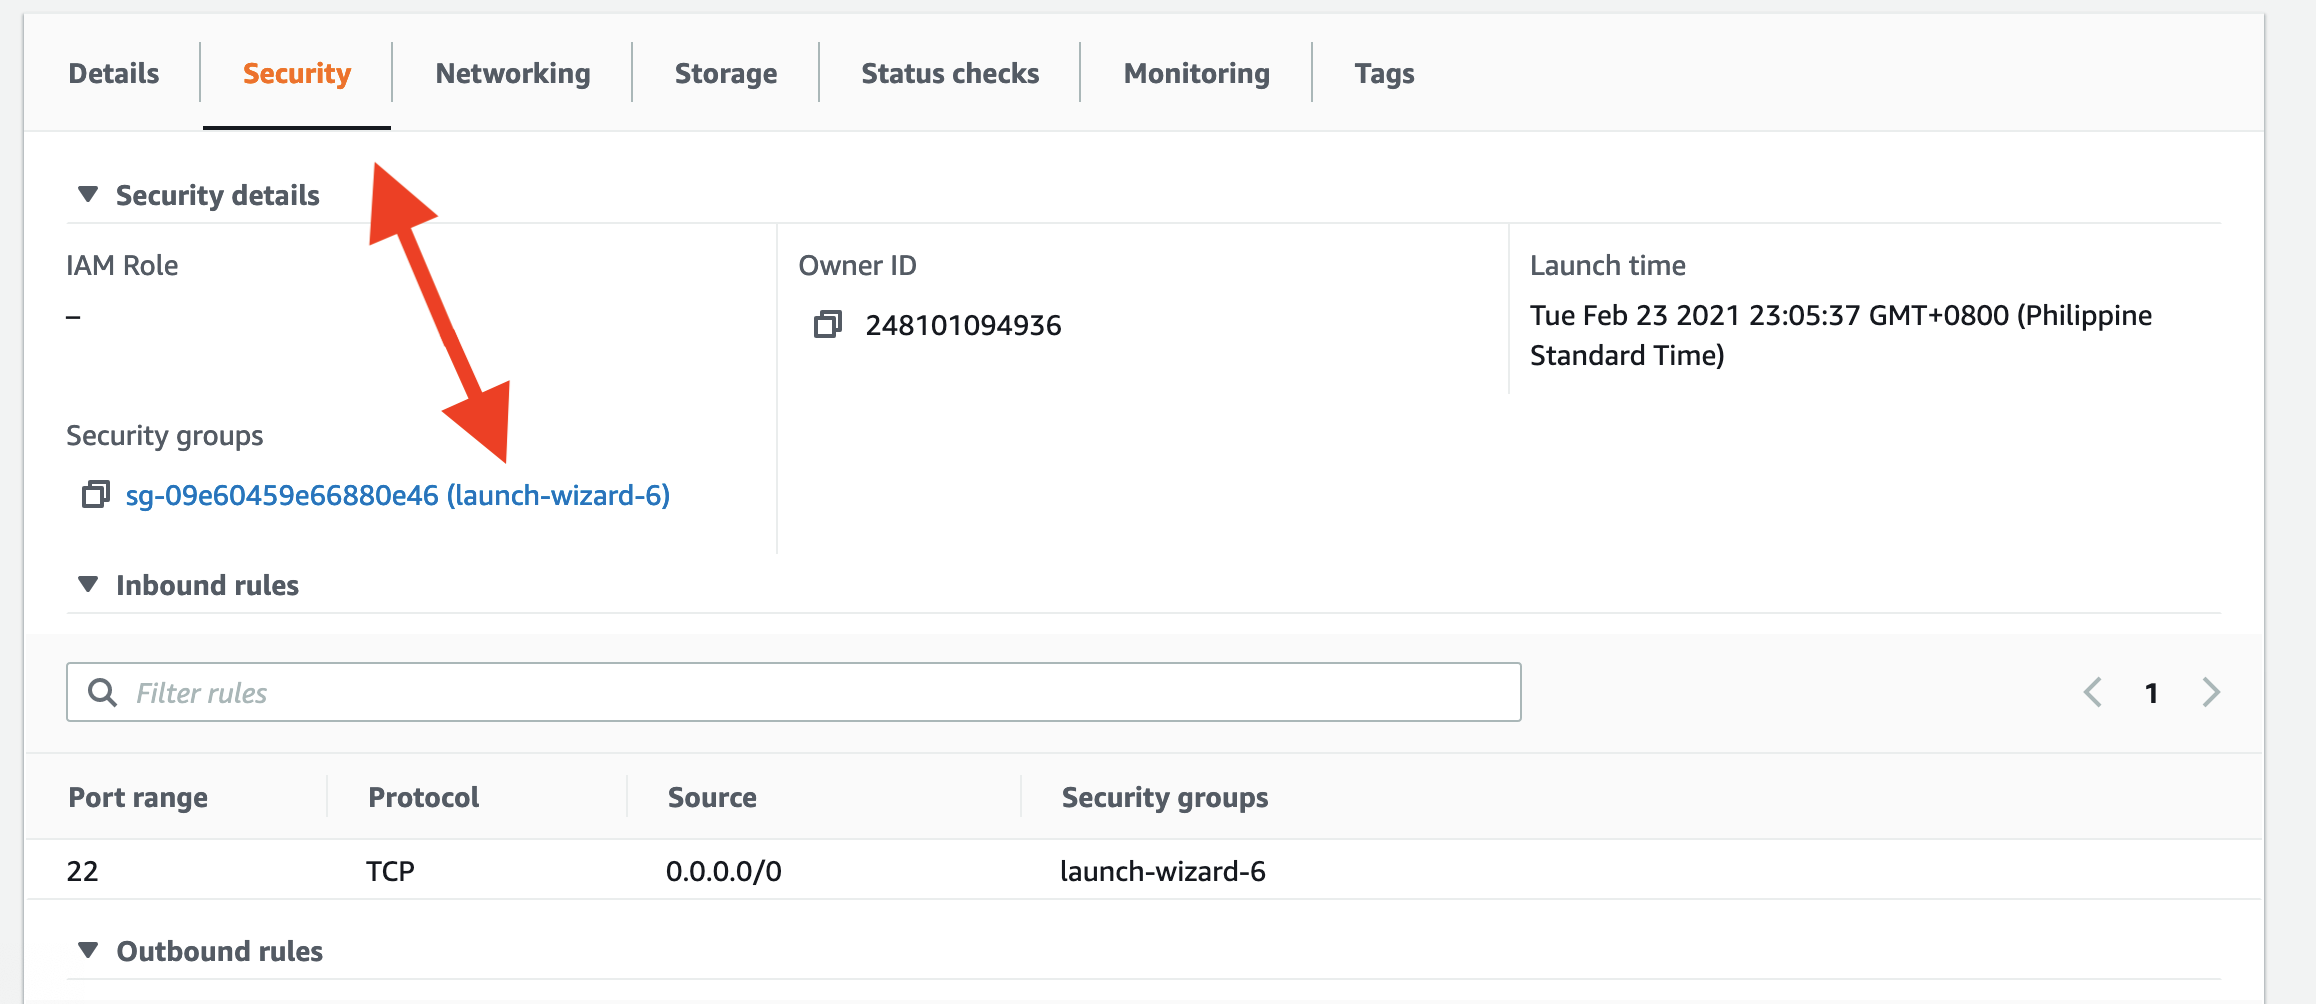 Details Security Networking Storage Status checks Monitoring Tags
Security details
IAM Role
–
Owner ID
248101094936
Launch time
Tue Feb 23 2021 23:05:37 GMT+0800 (Philippine
Standard Time)
Security groups
sg-09e60459e66880e46 (launch-wizard-6)
Inbound rules
Filter rules
1
Port range Protocol Source Security groups
22 TCP 0.0.0.0/0 launch-wizard-6
Outbound rules